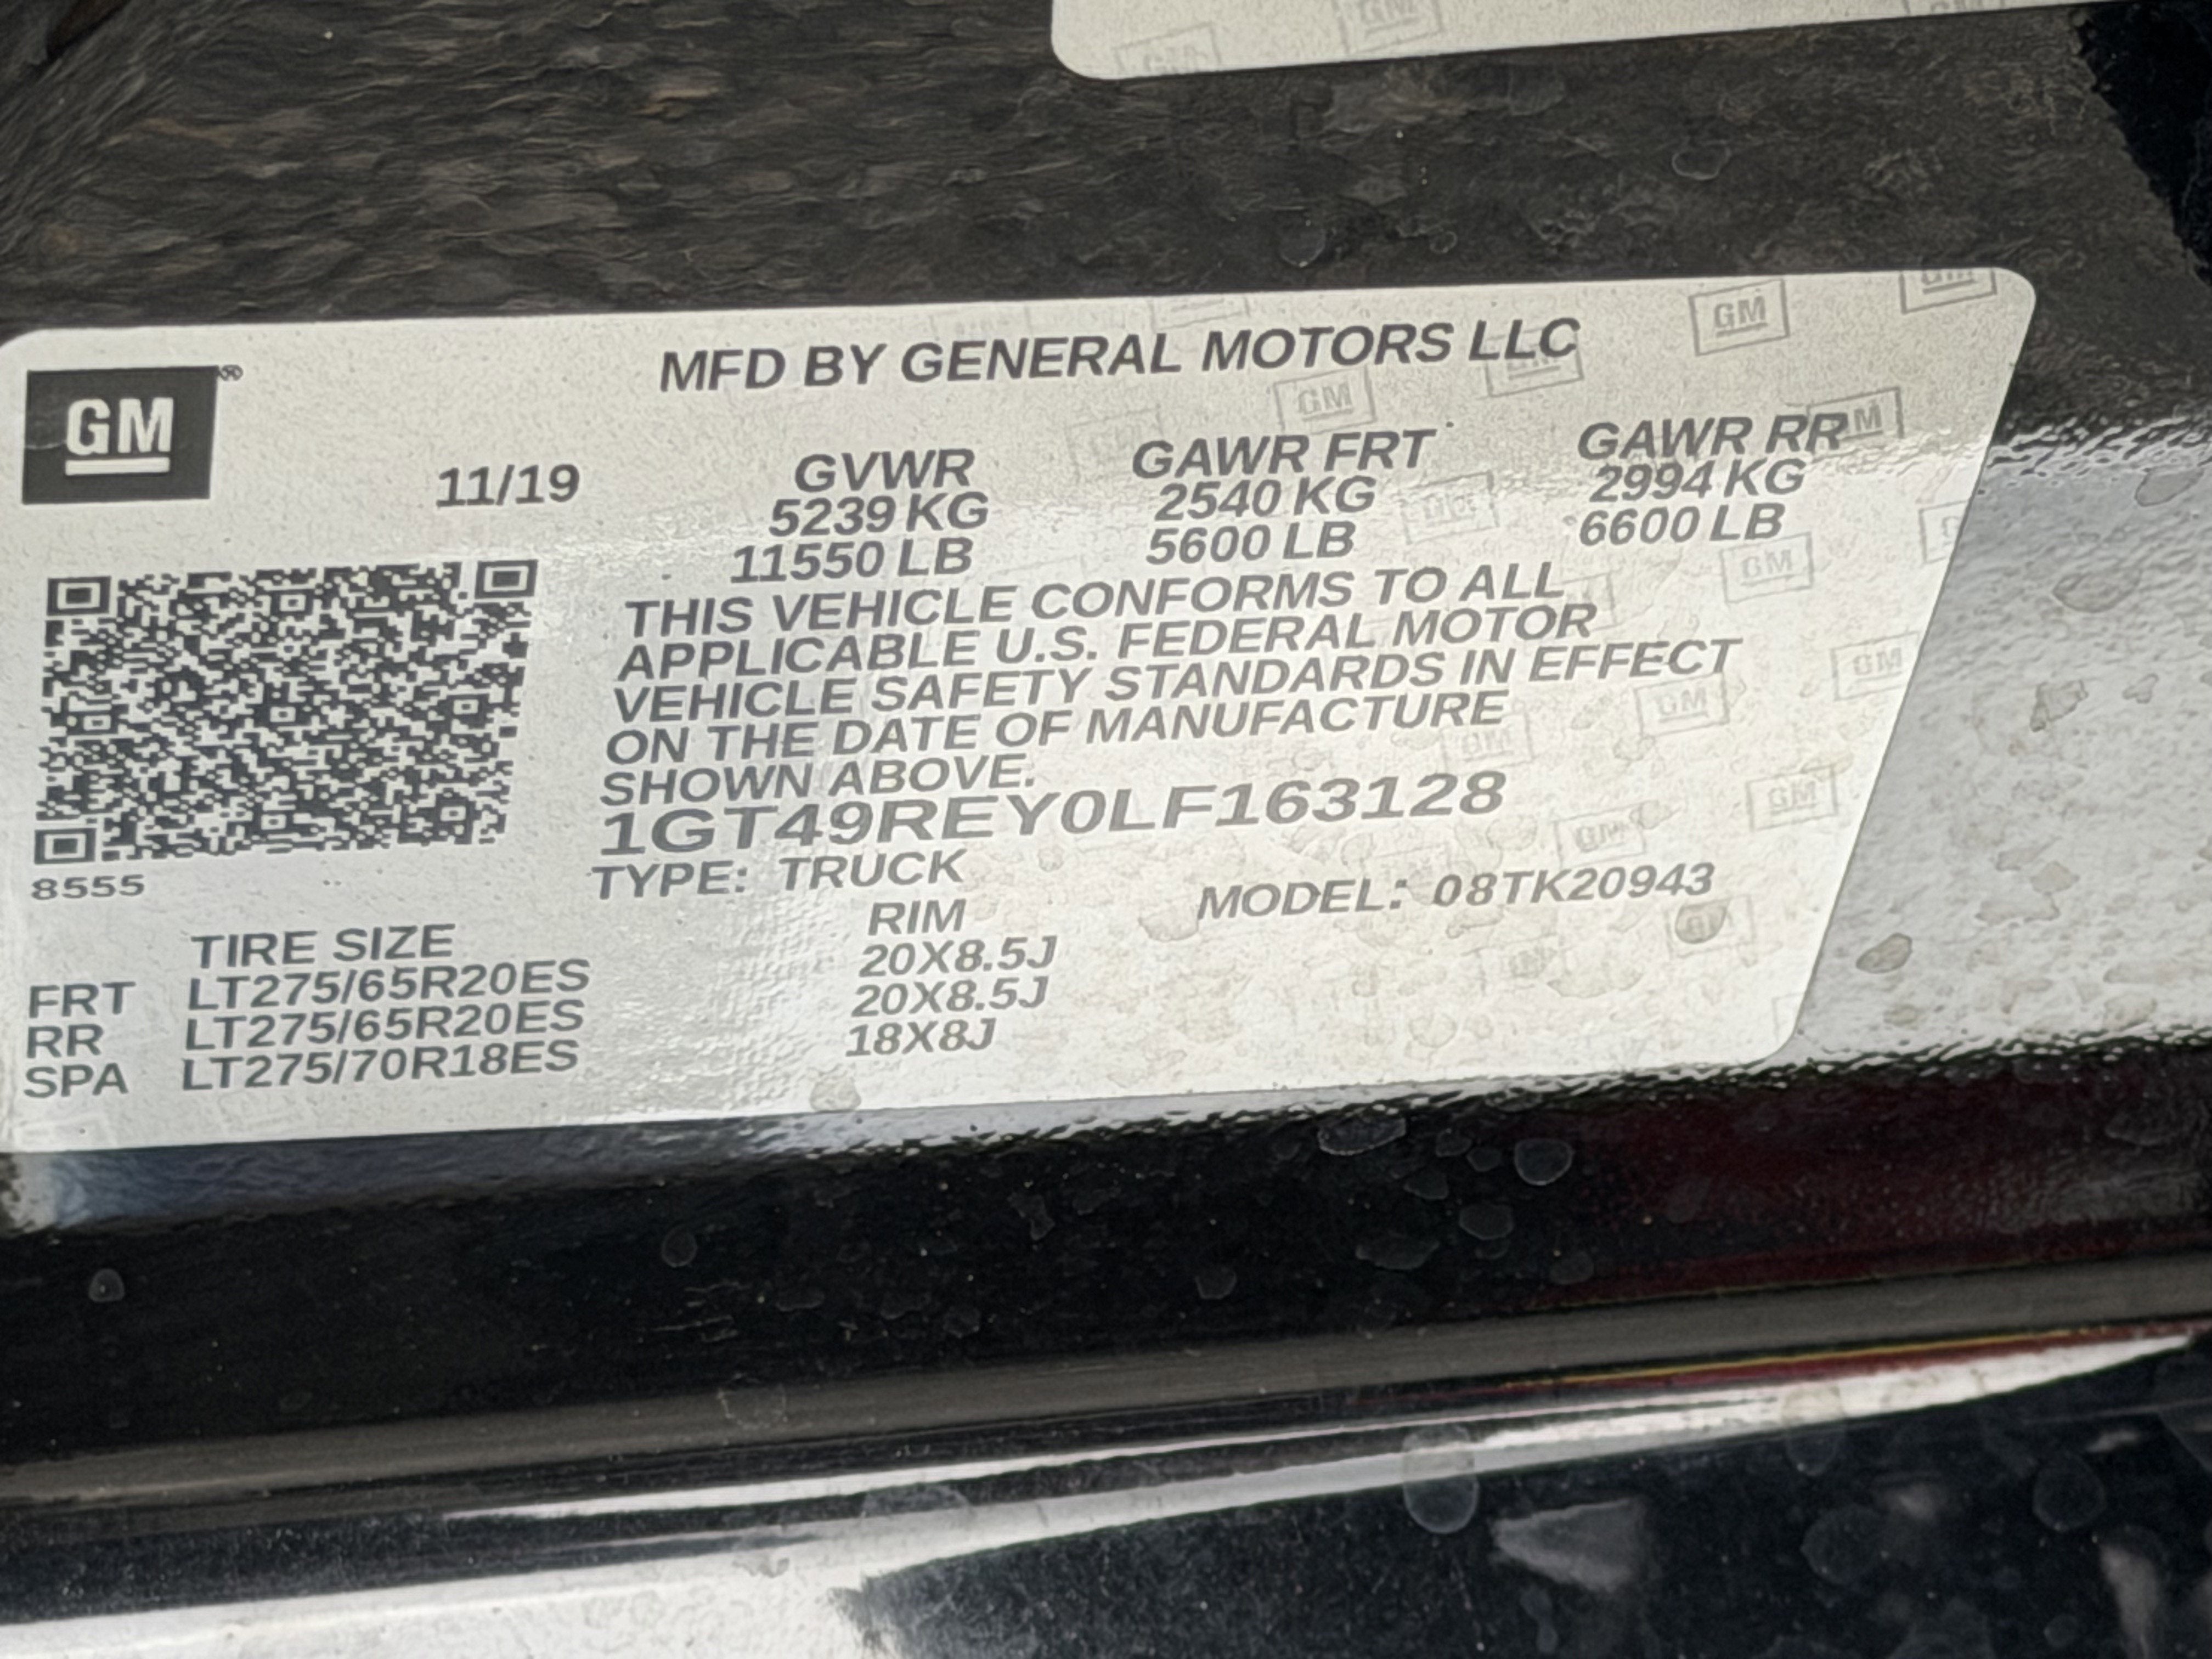 MFD BY GENERAL MOTORS LLC
GM®
11/19
GVWR GAWR FRT GAWR RR
5239 KG 2540 KG 2994 KG
11550 LB 5600 LB 6600 LB
THIS VEHICLE CONFORMS TO ALL
APPLICABLE U.S. FEDERAL MOTOR
VEHICLE SAFETY STANDARDS IN EFFECT
ON THE DATE OF MANUFACTURE
SHOWN ABOVE.
1GT49REY0LF163128
8555
TYPE: TRUCK MODEL: 08TK20943
TIRE SIZE RIM
FRT LT275/65R20ES 20X8.5J
RR LT275/65R20ES 20X8.5J
SPA LT275/70R18ES 18X8J